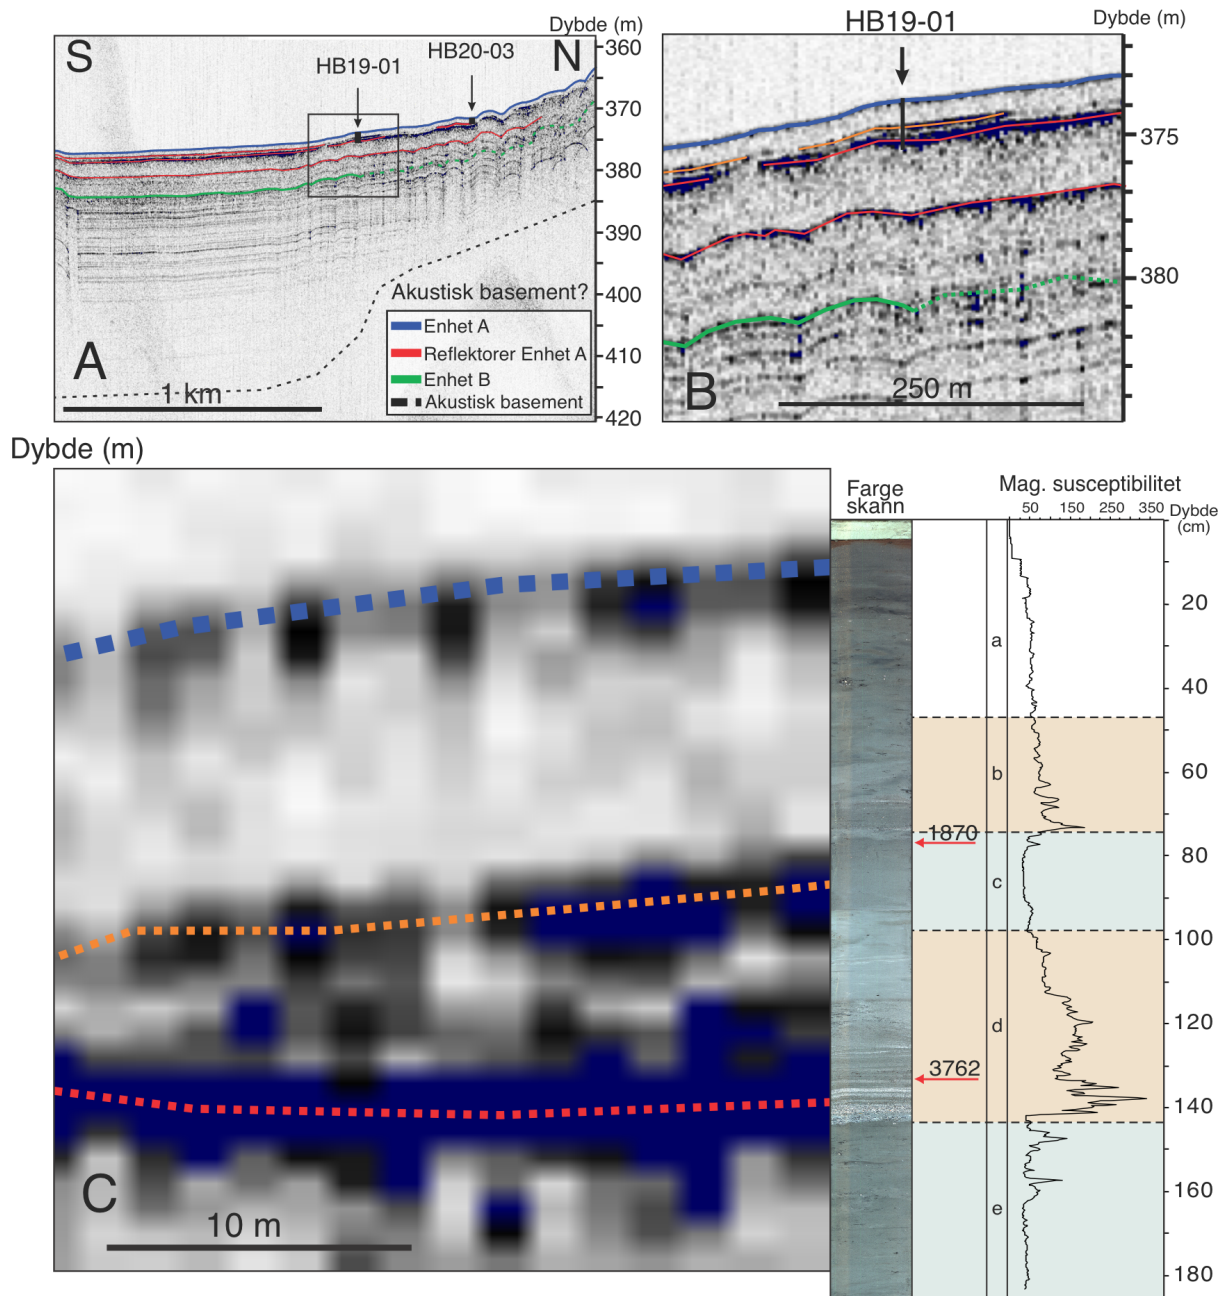 Dybde (m)
S
HB19-01
HB20-03
N
360
370
380
390
400
410
420
Akustisk basement?
Enhet A
Reflektorer Enhet A
Enhet B
Akustisk basement
A
1 km
HB19-01
Dybde (m)
375
380
B
250 m
Dybde (m)
C
10 m
Farge
skann
Mag. susceptibilitet
50 150 250 350
Dybde
(cm)
a
b
c
d
e
1870
3762
20
40
60
80
100
120
140
160
180